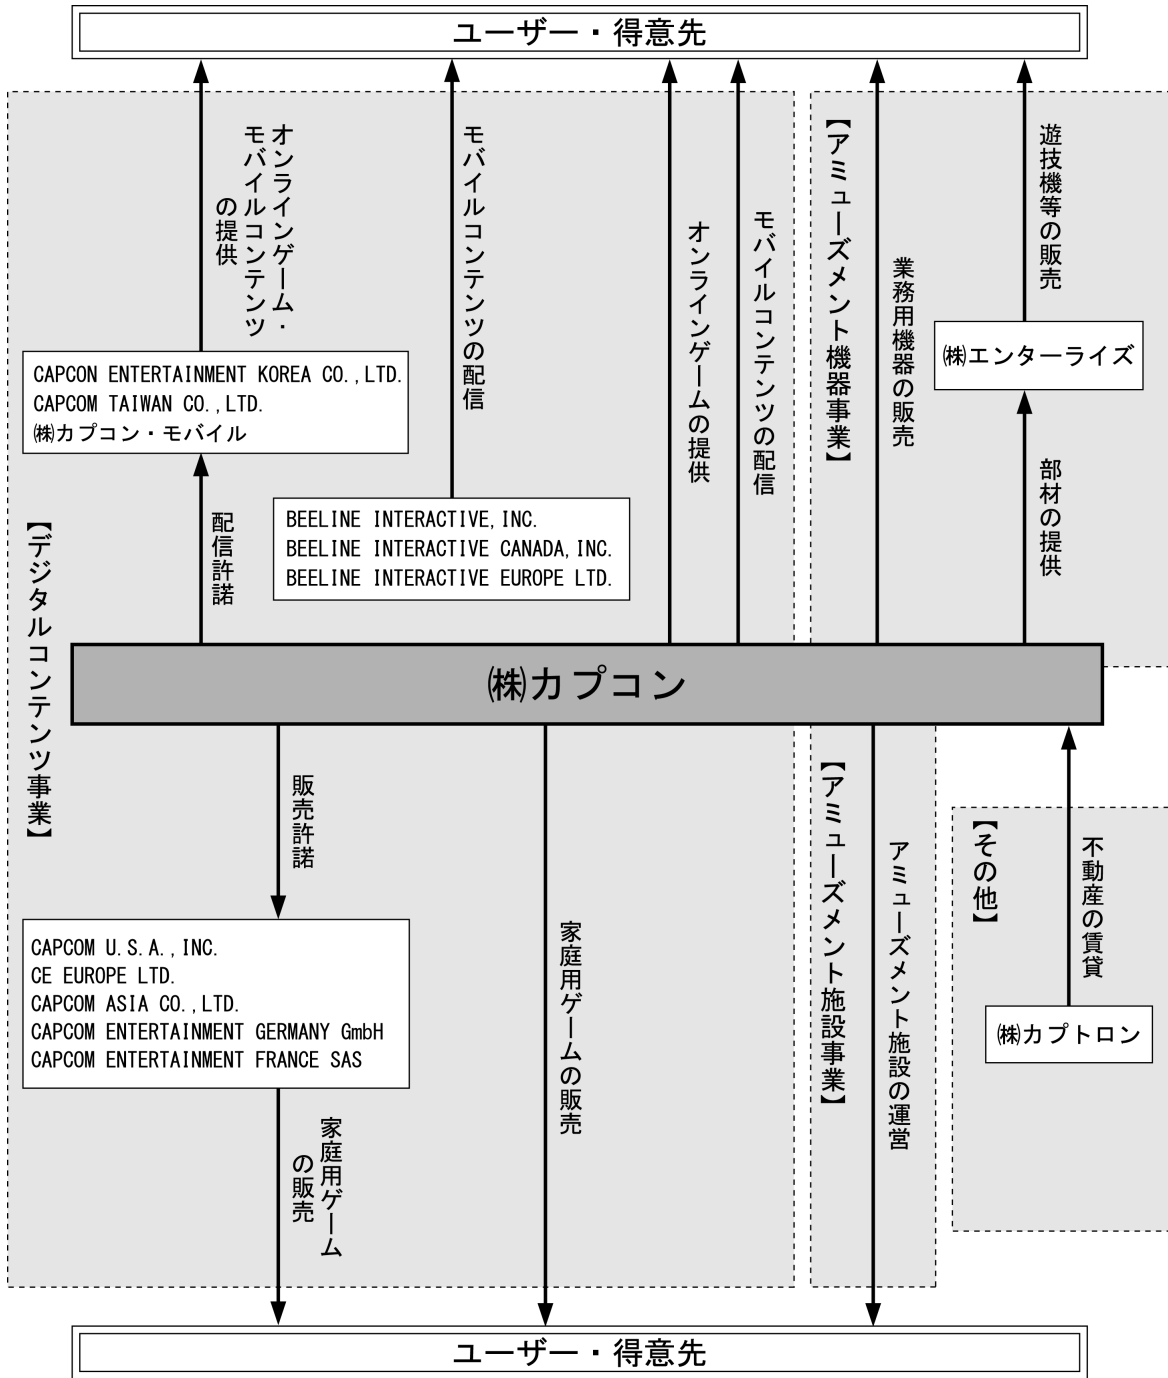 ユーザー・得意先
オンラインゲーム・
モバイルコンテンツ
の提供
モバイルコンテンツの配信
オンラインゲームの提供
モバイルコンテンツの配信
【アミューズメント機器事業】
業務用機器の販売
遊技機等の販売
㈱エンターライズ
部材の提供
CAPCON ENTERTAINMENT KOREA CO.,LTD.
CAPCOM TAIWAN CO.,LTD.
㈱カプコン・モバイル
配信許諾
BEELINE INTERACTIVE,INC.
BEELINE INTERACTIVE CANADA,INC.
BEELINE INTERACTIVE EUROPE LTD.
【デジタルコンテンツ事業】
㈱カプコン
販売許諾
CAPCOM U.S.A.,INC.
CE EUROPE LTD.
CAPCOM ASIA CO.,LTD.
CAPCOM ENTERTAINMENT GERMANY GmbH
CAPCOM ENTERTAINMENT FRANCE SAS
家庭用ゲーム
の販売
家庭用ゲームの販売
【アミューズメント施設事業】
アミューズメント施設の運営
【その他】
不動産の賃貸
㈱カプトロン
ユーザー・得意先